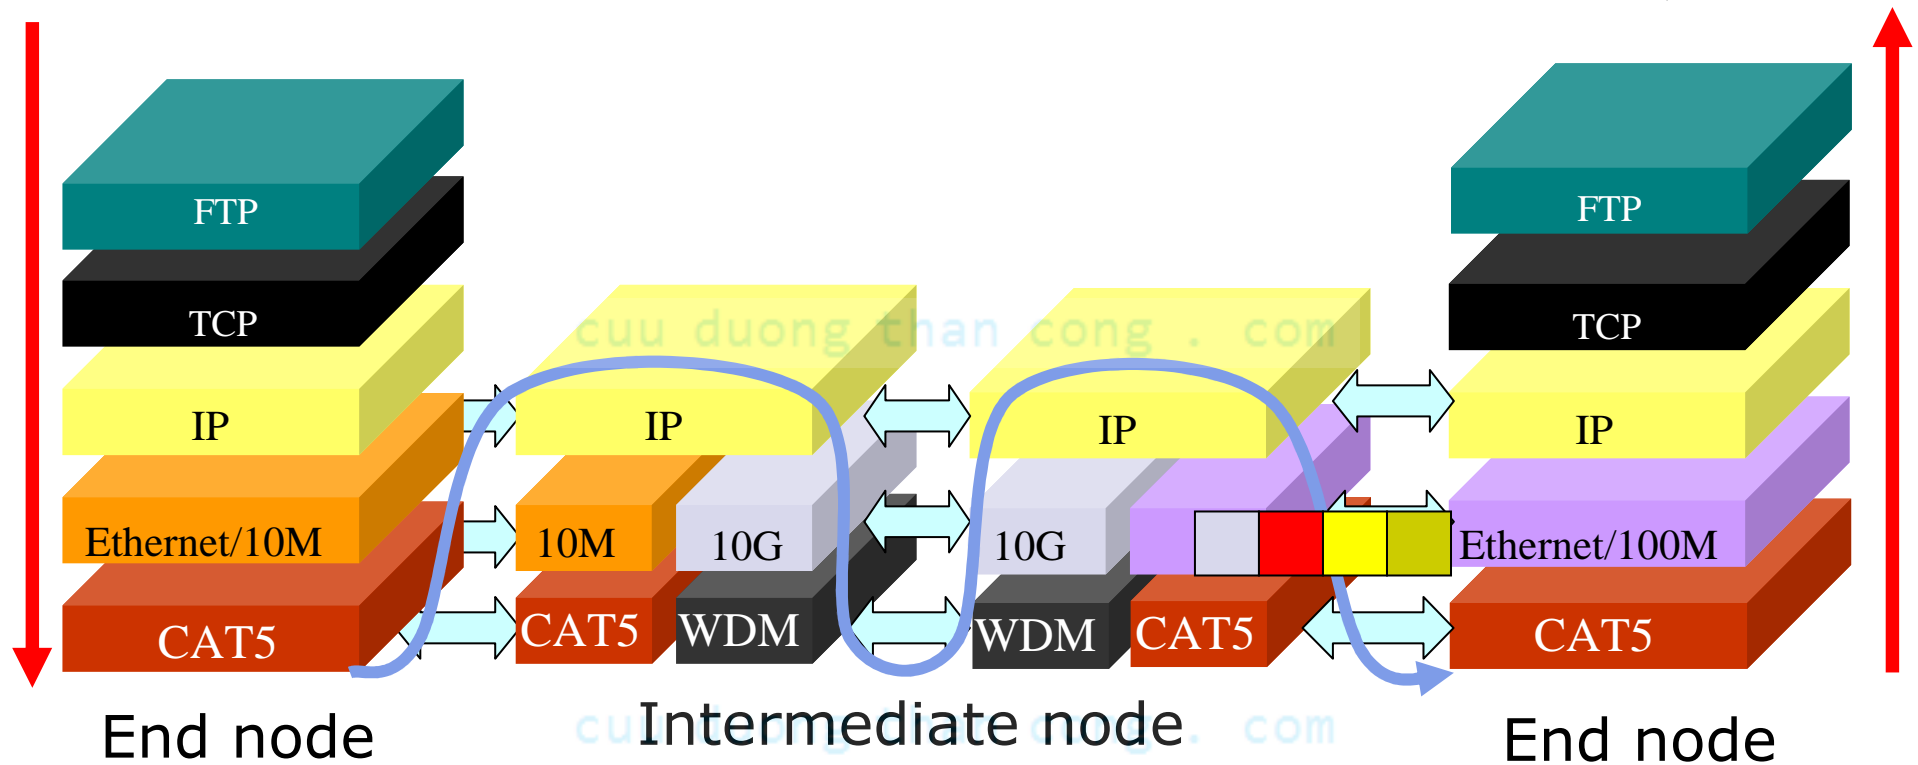 FTP
TCP
IP
Ethernet/10M
CAT5
End node
IP
10M
10G
CAT5
WDM
IP
10G
WDM
CAT5
Intermediate node
FTP
TCP
IP
Ethernet/100M
CAT5
End node
cuu duong than cong . com
cuu duong than cong . com